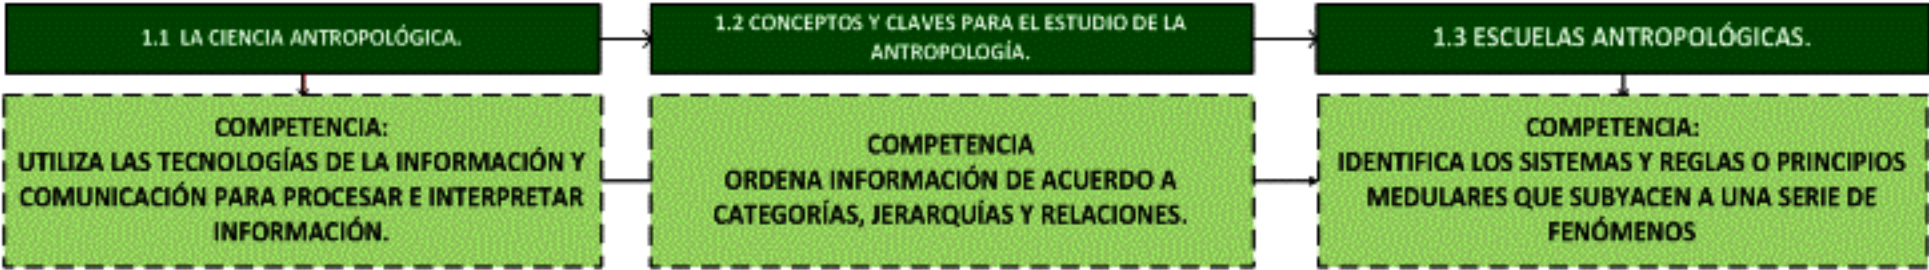 1.1 LA CIENCIA ANTROPOLÓGICA.
1.2 CONCEPTOS Y CLAVES PARA EL ESTUDIO DE LA
ANTROPOLOGÍA.
1.3 ESCUELAS ANTROPOLÓGICAS.
COMPETENCIA:
UTILIZA LAS TECNOLOGÍAS DE LA INFORMACIÓN Y
COMUNICACIÓN PARA PROCESAR E INTERPRETAR
INFORMACIÓN.
COMPETENCIA
ORDENA INFORMACIÓN DE ACUERDO A
CATEGORÍAS, JERARQUÍAS Y RELACIONES.
COMPETENCIA:
IDENTIFICA LOS SISTEMAS Y REGLAS O PRINCIPIOS
MEDULARES QUE SUBYACEN A UNA SERIE DE
FENÓMENOS